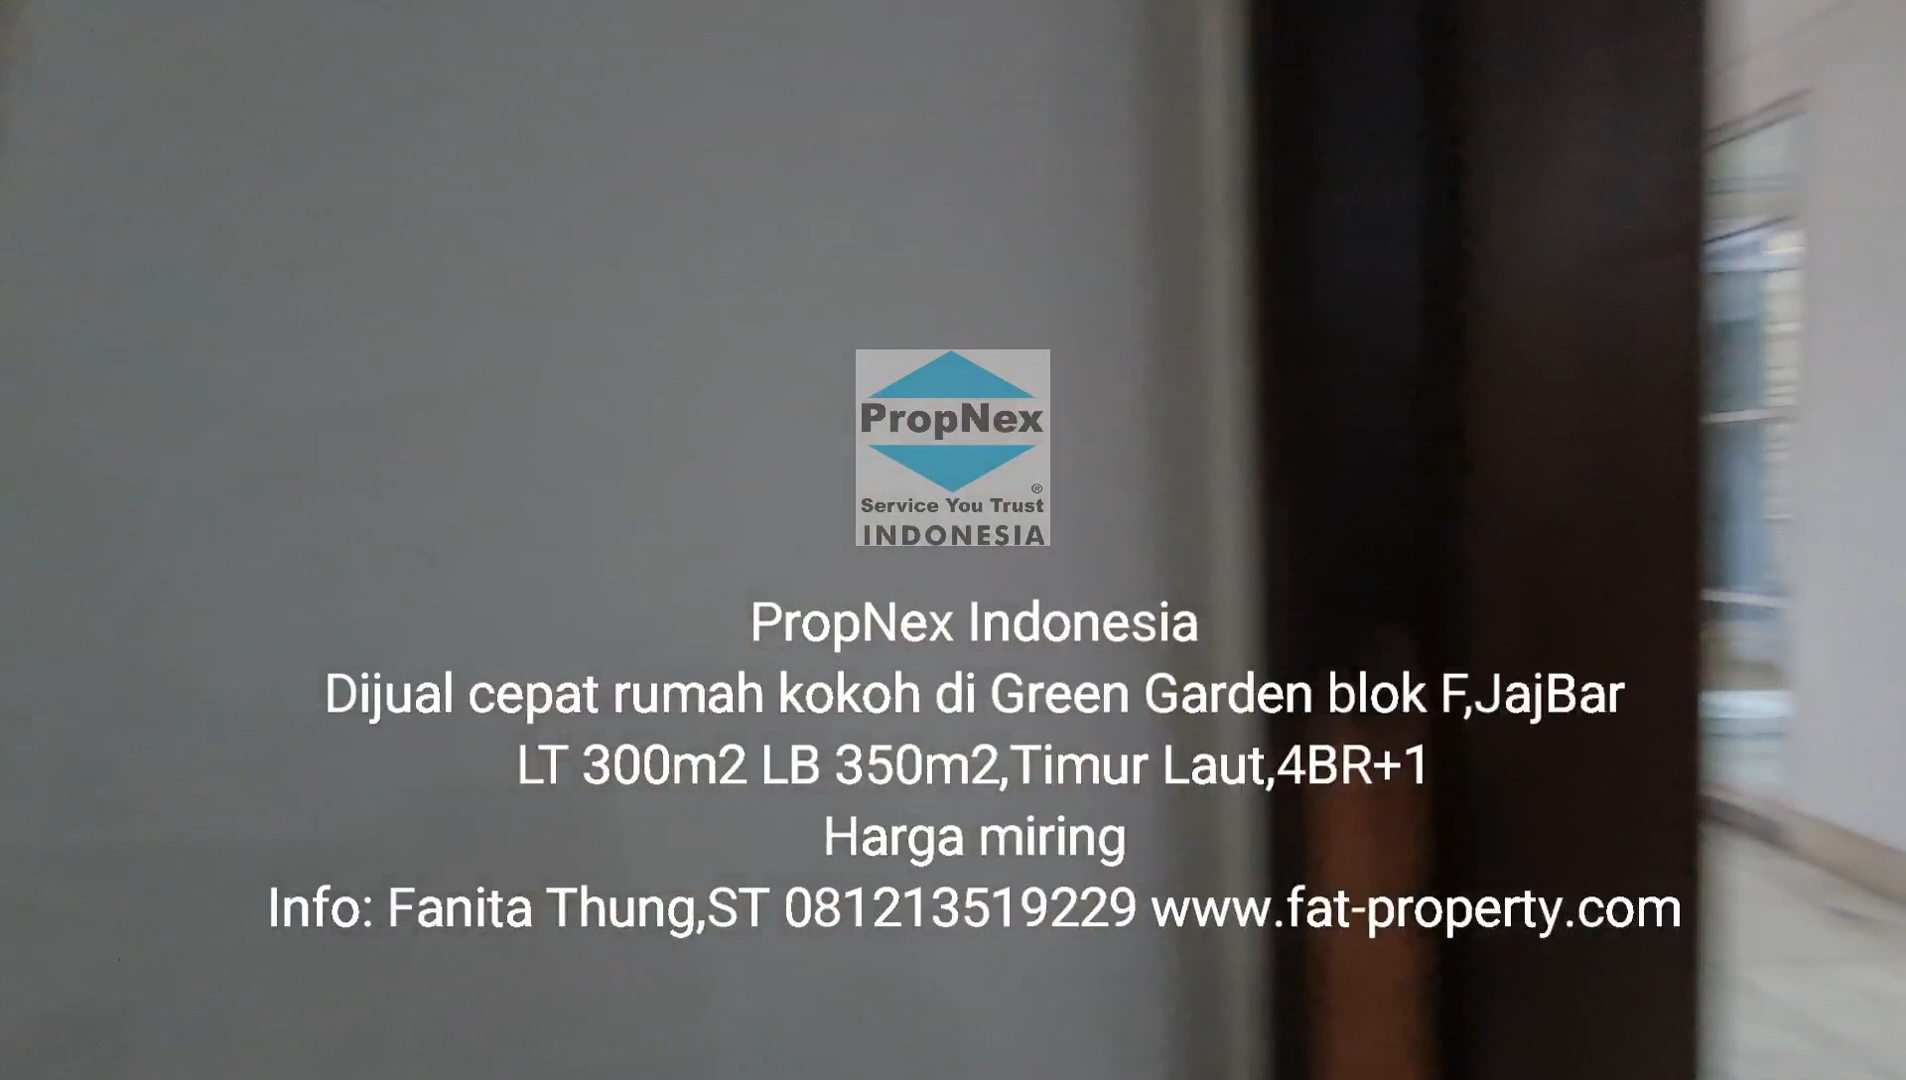 PropNex
®
Service You Trust
INDONESIA
PropNex Indonesia
Dijual cepat rumah kokoh di Green Garden blok F,JajBar
LT 300m2 LB 350m2,Timur Laut,4BR+1
Harga miring
Info: Fanita Thung,ST 081213519229 www.fat-property.com